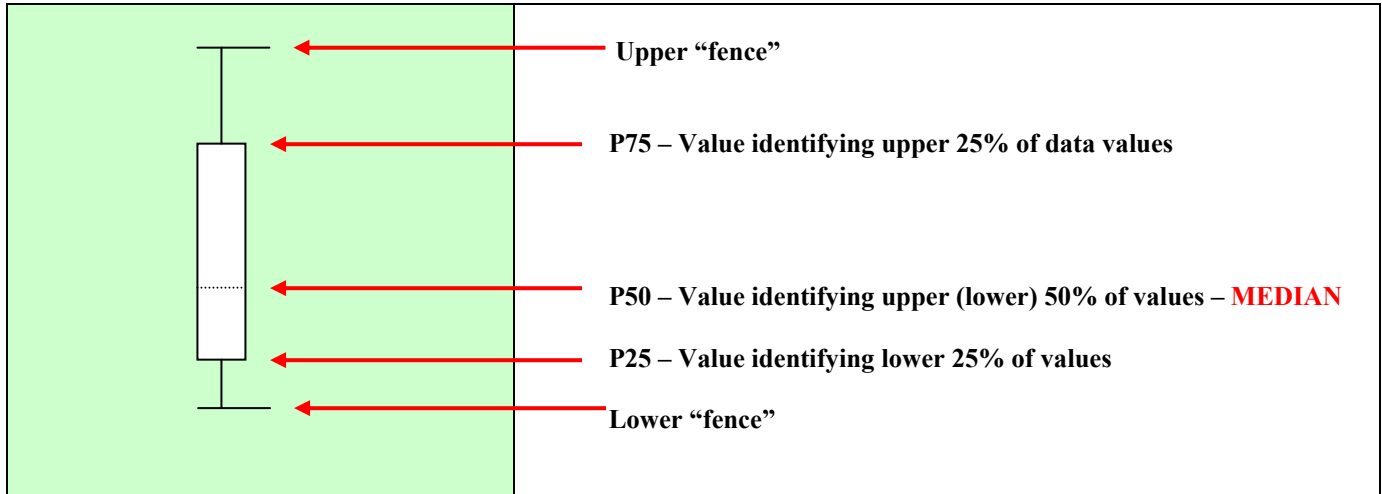 Upper “fence”
P75 – Value identifying upper 25% of data values
P50 – Value identifying upper (lower) 50% of values – MEDIAN
P25 – Value identifying lower 25% of values
Lower “fence”